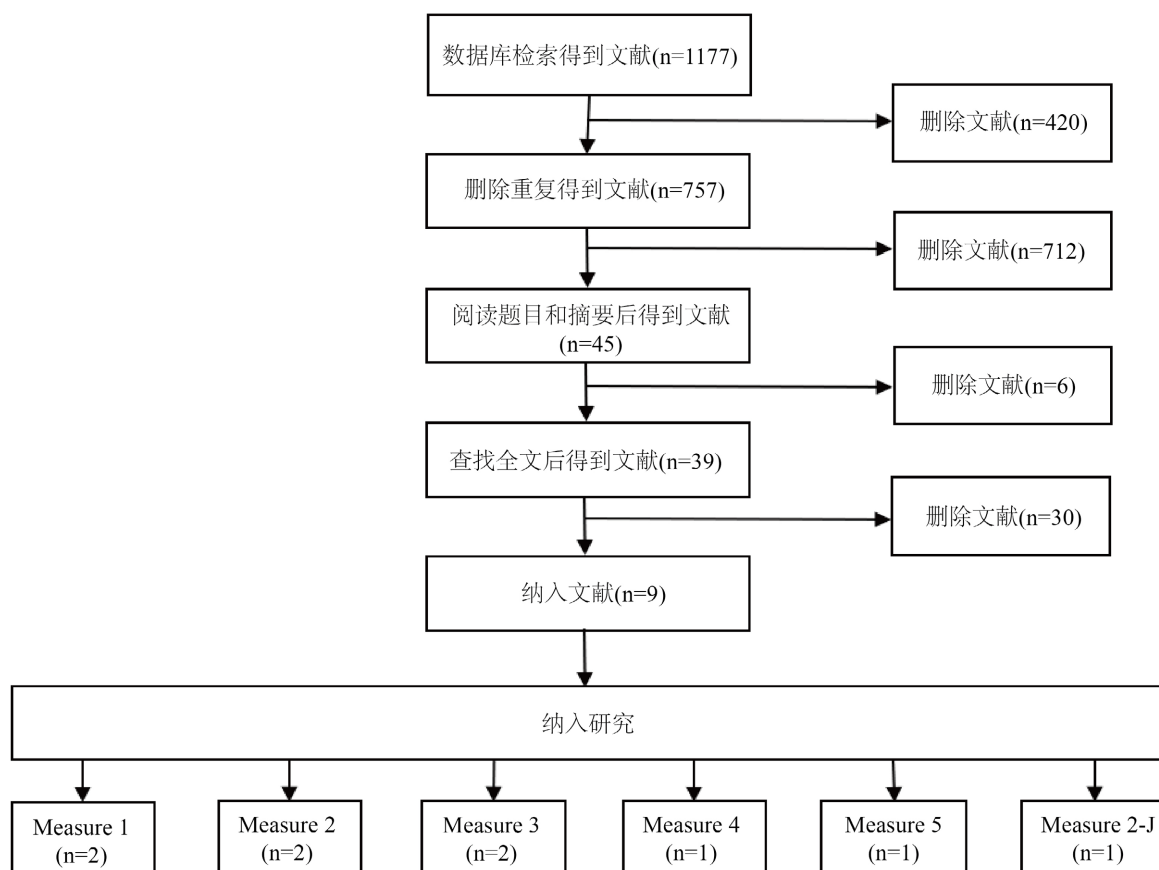 数据库检索得到文献(n=1177)
删除文献(n=420)
删除重复得到文献(n=757)
删除文献(n=712)
阅读题目和摘要后得到文献
(n=45)
删除文献(n=6)
查找全文后得到文献(n=39)
删除文献(n=30)
纳入文献(n=9)
纳入研究
Measure 1
(n=2)
Measure 2
(n=2)
Measure 3
(n=2)
Measure 4
(n=1)
Measure 5
(n=1)
Measure 2-J
(n=1)